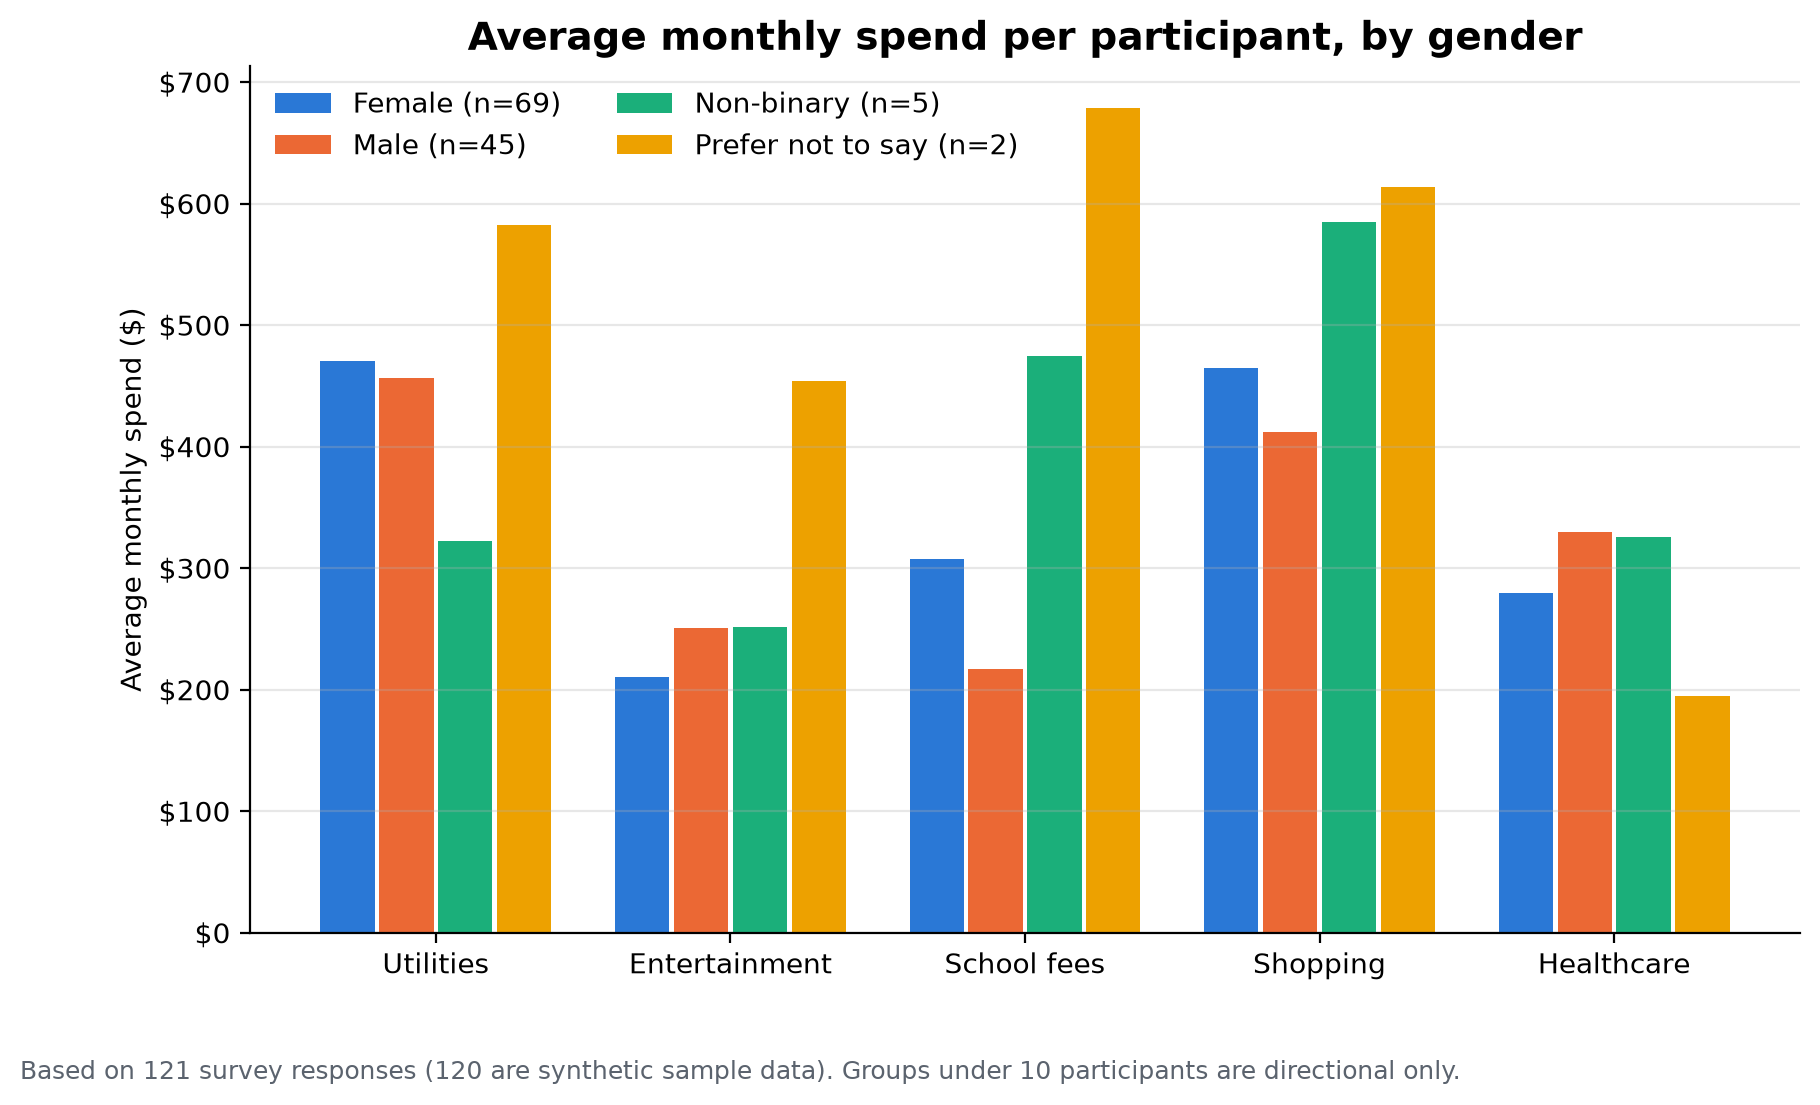 Average monthly spend per participant, by gender
Female (n=69)
Male (n=45)
Non-binary (n=5)
Prefer not to say (n=2)
Average monthly spend ($)
$700
$600
$500
$400
$300
$200
$100
$0
Utilities
Entertainment
School fees
Shopping
Healthcare
Based on 121 survey responses (120 are synthetic sample data). Groups under 10 participants are directional only.